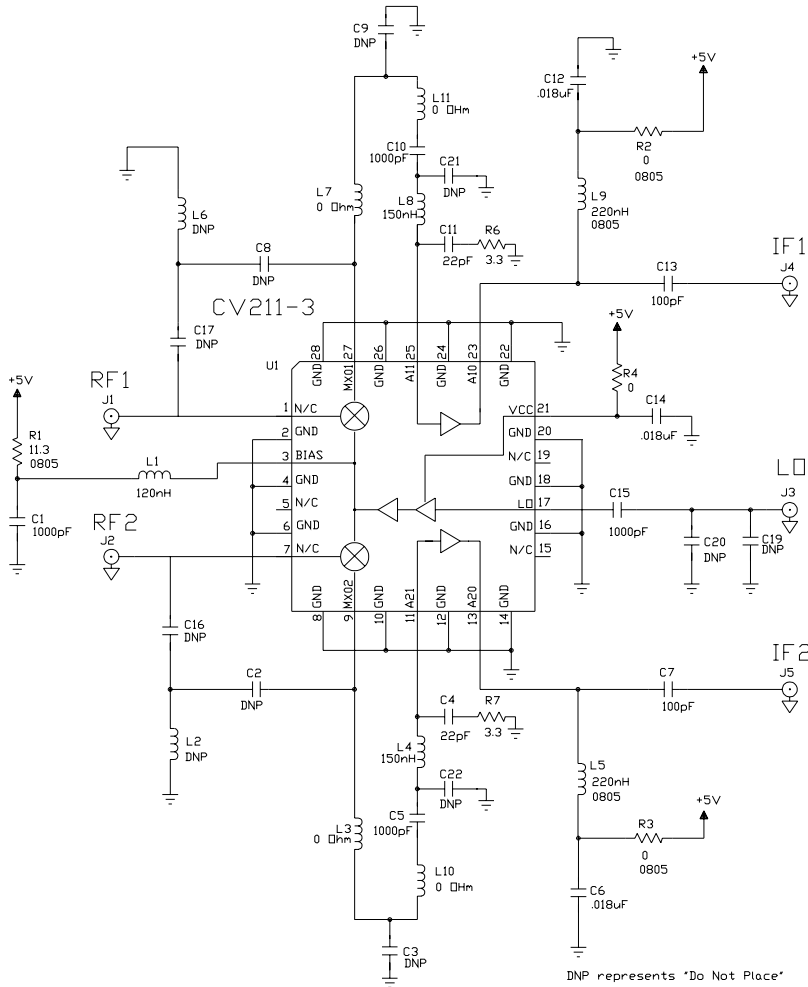 C9
DNP
C12
.018uF
+5V
L11
0 OHm
R2
0
0805
C10
1000pF
C21
DNP
L7
0 Ohm
L8
150nH
L9
220nH
0805
L6
DNP
C11
22pF
R6
3.3
C8
DNP
IF1
J4
C13
100pF
CV211-3
C17
DNP
+5V
U1
GND 28
MXO1 27
GND 26
A11 25
GND 24
A10 23
GND 22
R4
0
+5V
RF1
J1
1 N/C
VCC 21
C14
.018uF
2 GND
GND 20
R1
11.3
0805
3 BIAS
N/C 19
L1
120nH
4 GND
GND 18
LO
J3
5 N/C
LO 17
C15
1000pF
C1
1000pF
RF2
J2
6 GND
GND 16
C20
DNP
C19
DNP
7 N/C
N/C 15
8 GND
9 MXO2
10 GND
11 A21
12 GND
13 A20
14 GND
C16
DNP
IF2
J5
C2
DNP
C7
100pF
C4
22pF
R7
3.3
L2
DNP
L4
150nH
L5
220nH
0805
C22
DNP
+5V
C5
1000pF
L3
0 Ohm
R3
0
0805
L10
0 OHm
C6
.018uF
C3
DNP
DNP represents "Do Not Place"